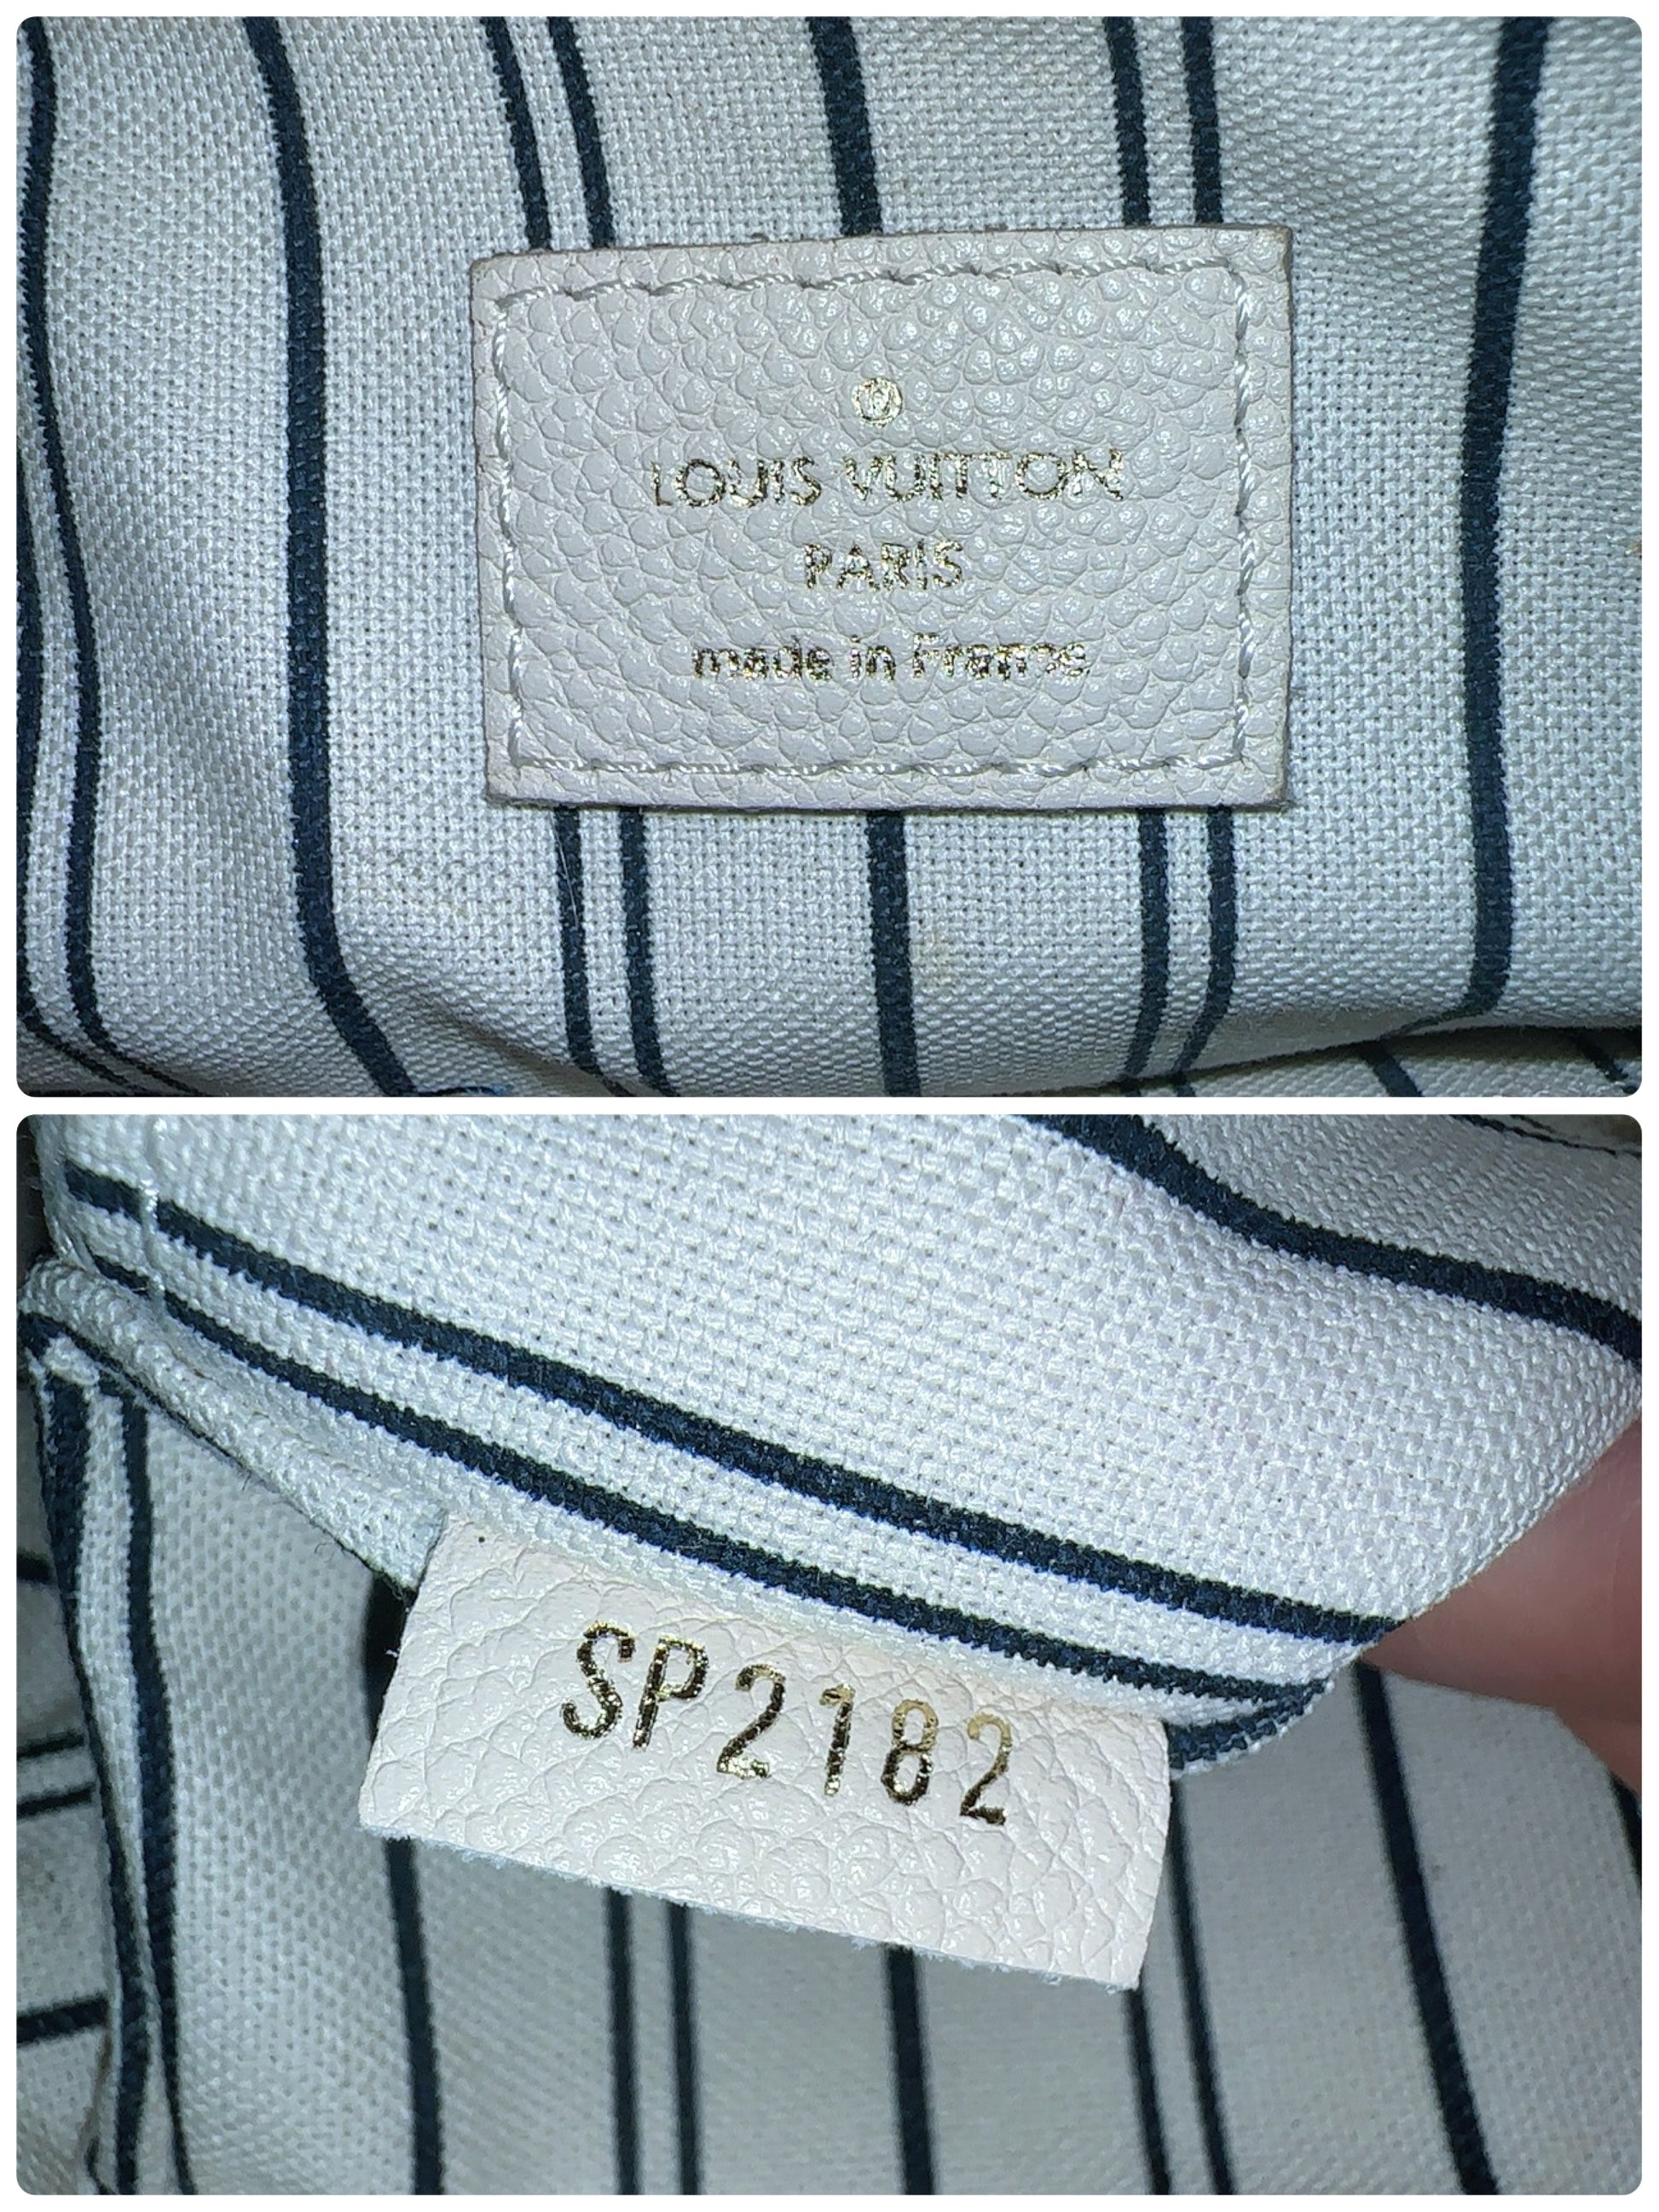 LOUIS VUITTON
PARIS
made in France
SP2182